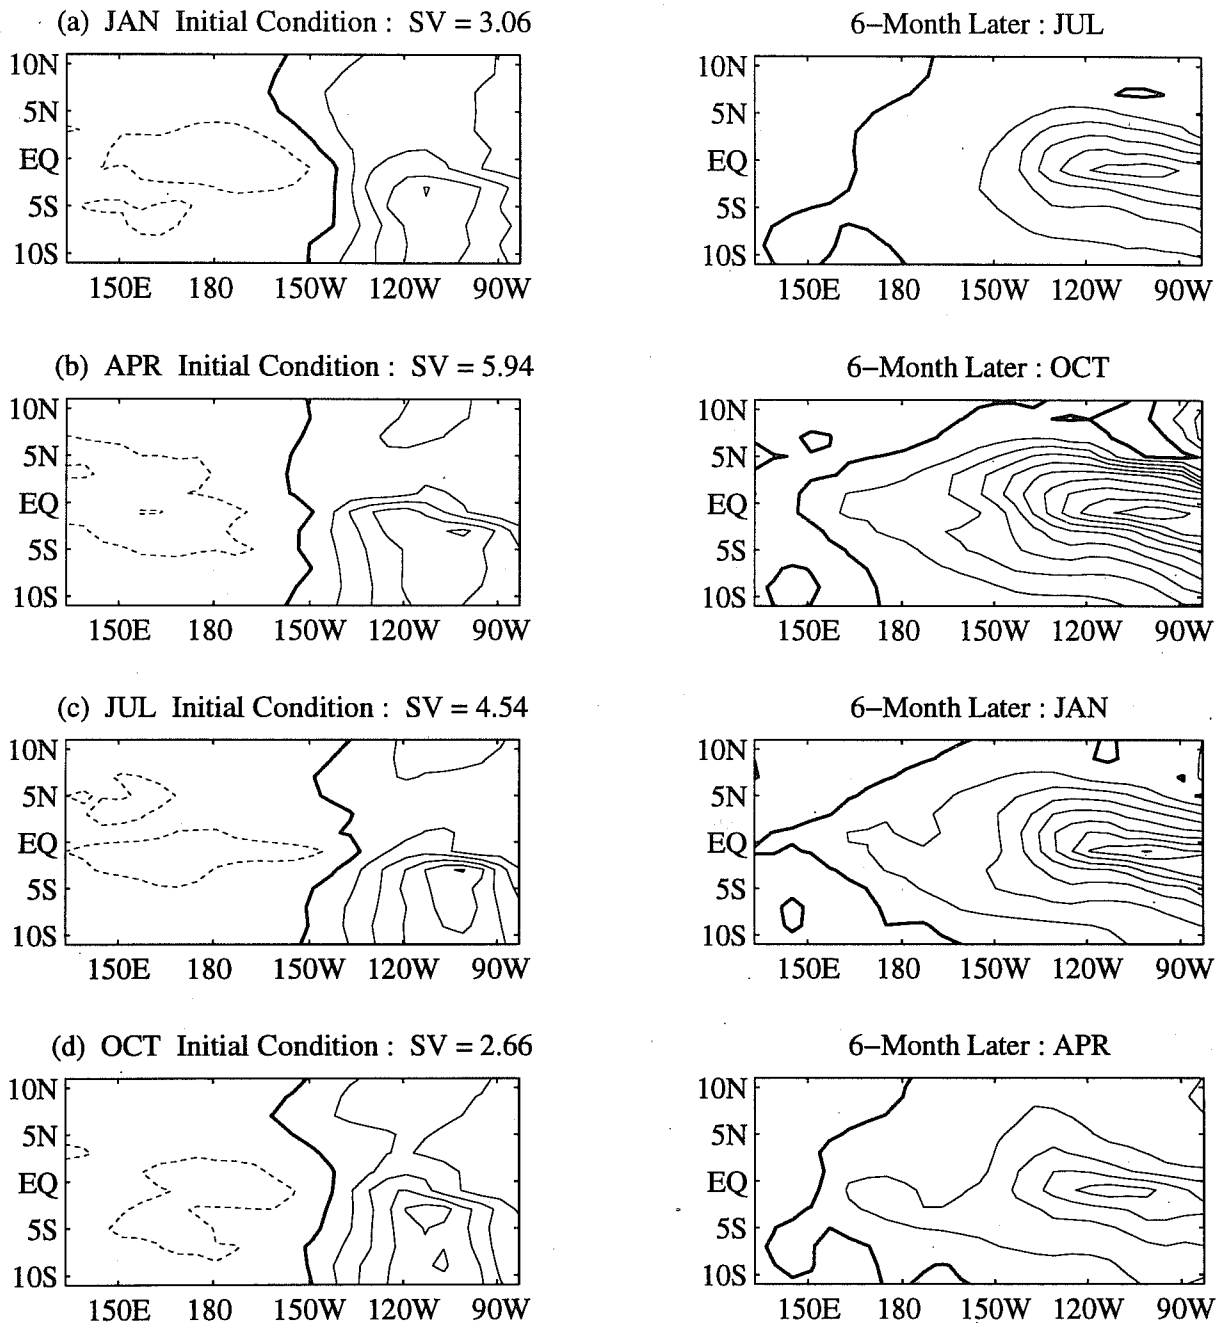 (a) JAN Initial Condition : SV = 3.06
6−Month Later : JUL
10N
5N
EQ
5S
10S
150E 180 150W 120W 90W
10N
5N
EQ
5S
10S
150E 180 150W 120W 90W
(b) APR Initial Condition : SV = 5.94
6−Month Later : OCT
10N
5N
EQ
5S
10S
150E 180 150W 120W 90W
10N
5N
EQ
5S
10S
150E 180 150W 120W 90W
(c) JUL Initial Condition : SV = 4.54
6−Month Later : JAN
10N
5N
EQ
5S
10S
150E 180 150W 120W 90W
10N
5N
EQ
5S
10S
150E 180 150W 120W 90W
(d) OCT Initial Condition : SV = 2.66
6−Month Later : APR
10N
5N
EQ
5S
10S
150E 180 150W 120W 90W
10N
5N
EQ
5S
10S
150E 180 150W 120W 90W